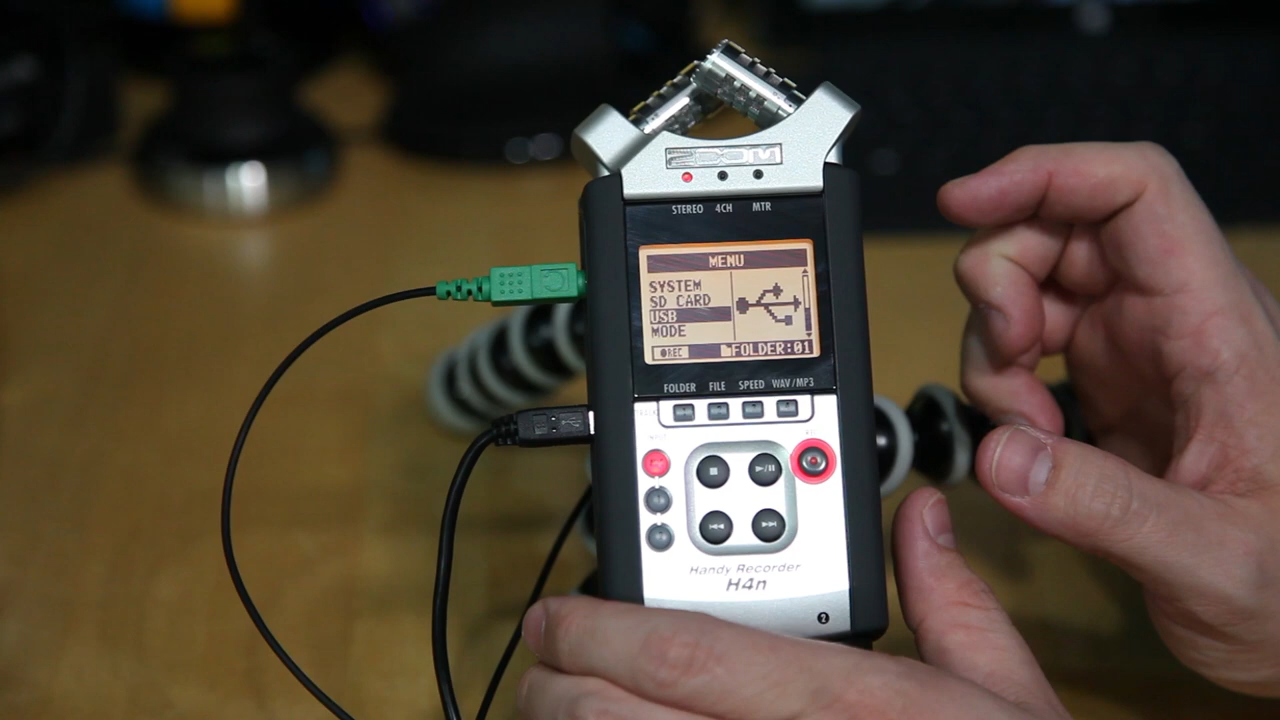 ZOOM
STEREO 4CH MTR
MENU
SYSTEM
SD CARD
USB
MODE
REC FOLDER:01
FOLDER FILE SPEED WAV/MP3
Handy Recorder
H4n
2